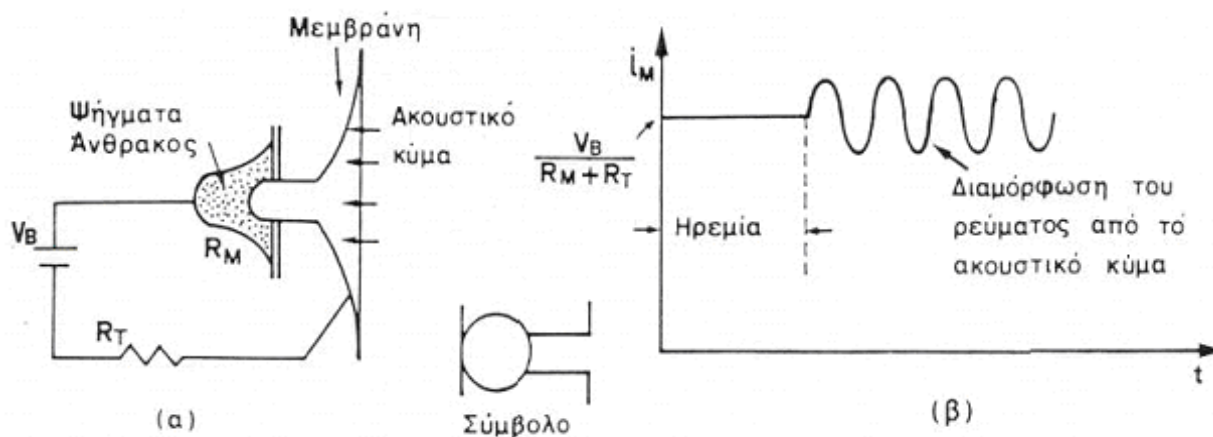 Μεμβράνη
Ψήγματα
Άνθρακος
Ακουστικό
κύμα
V_B
R_M
R_T
(α)
Σύμβολο
i_M
V_B
R_M + R_T
Ηρεμία
Διαμόρφωση του
ρεύματος από τό
ακουστικό κύμα
t
(β)